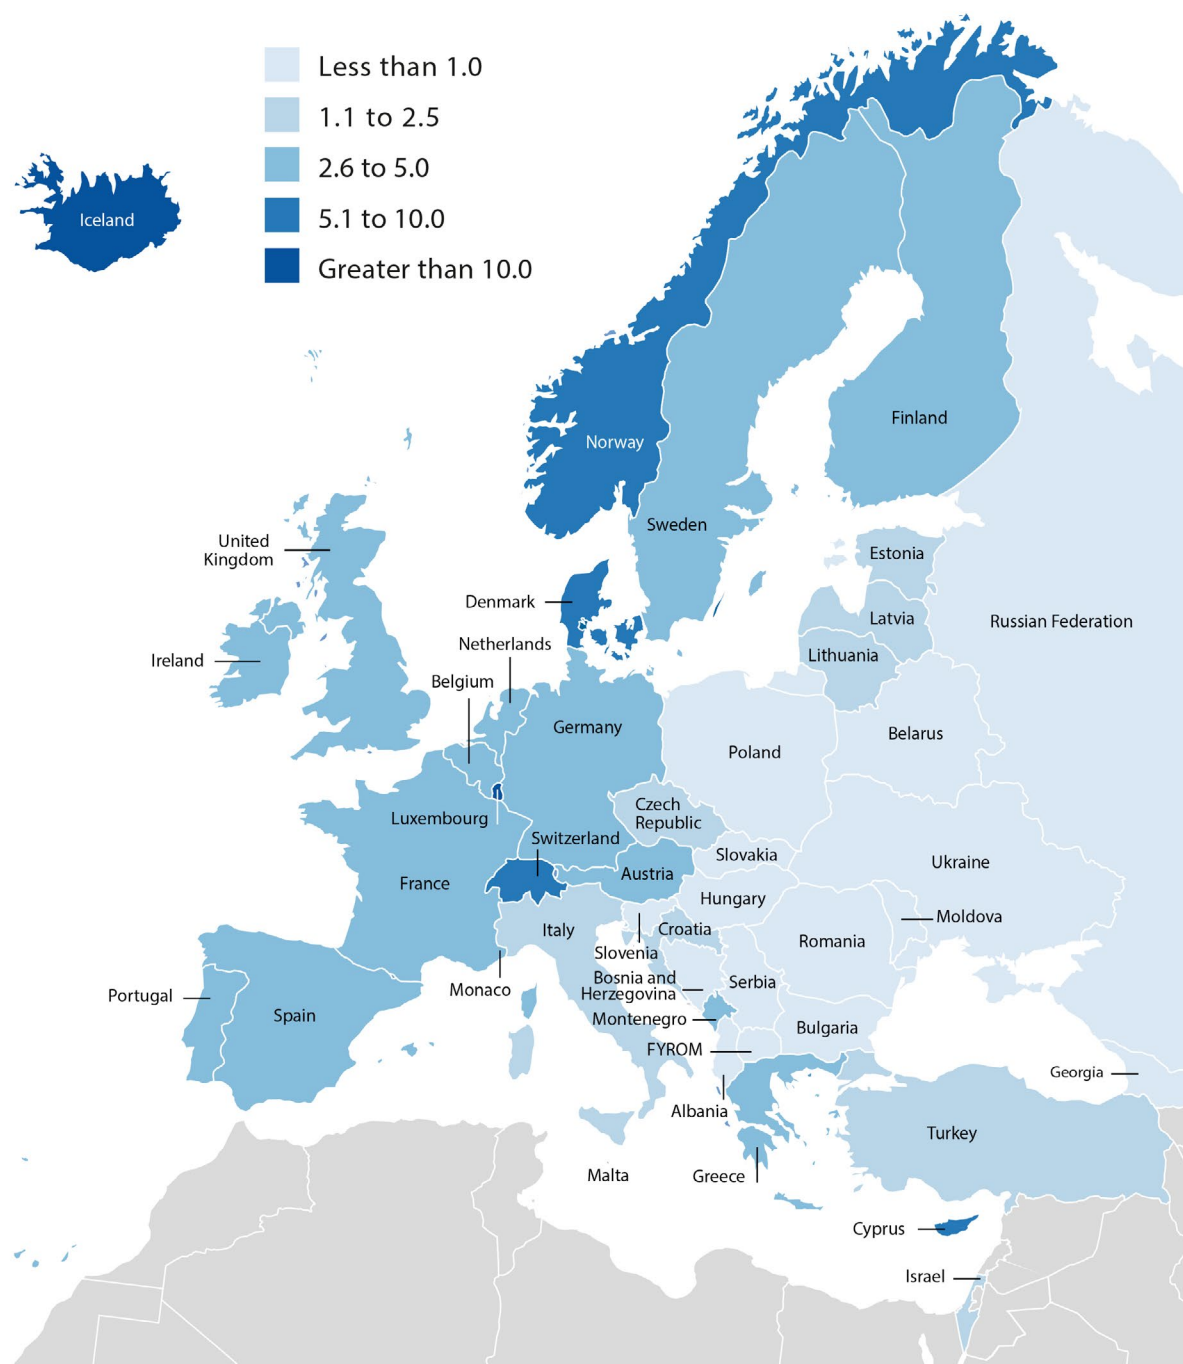 Less than 1.0
1.1 to 2.5
2.6 to 5.0
5.1 to 10.0
Greater than 10.0
Iceland
Norway
Finland
Sweden
United
Kingdom
Estonia
Denmark
Latvia
Russian Federation
Netherlands
Ireland
Lithuania
Belgium
Germany
Belarus
Poland
Czech
Republic
Luxembourg
Switzerland
Slovakia
Ukraine
Austria
France
Hungary
Moldova
Italy
Croatia
Romania
Slovenia
Bosnia and
Herzegovina
Serbia
Monaco
Portugal
Spain
Montenegro
Bulgaria
FYROM
Georgia
Albania
Turkey
Malta
Greece
Cyprus
Israel